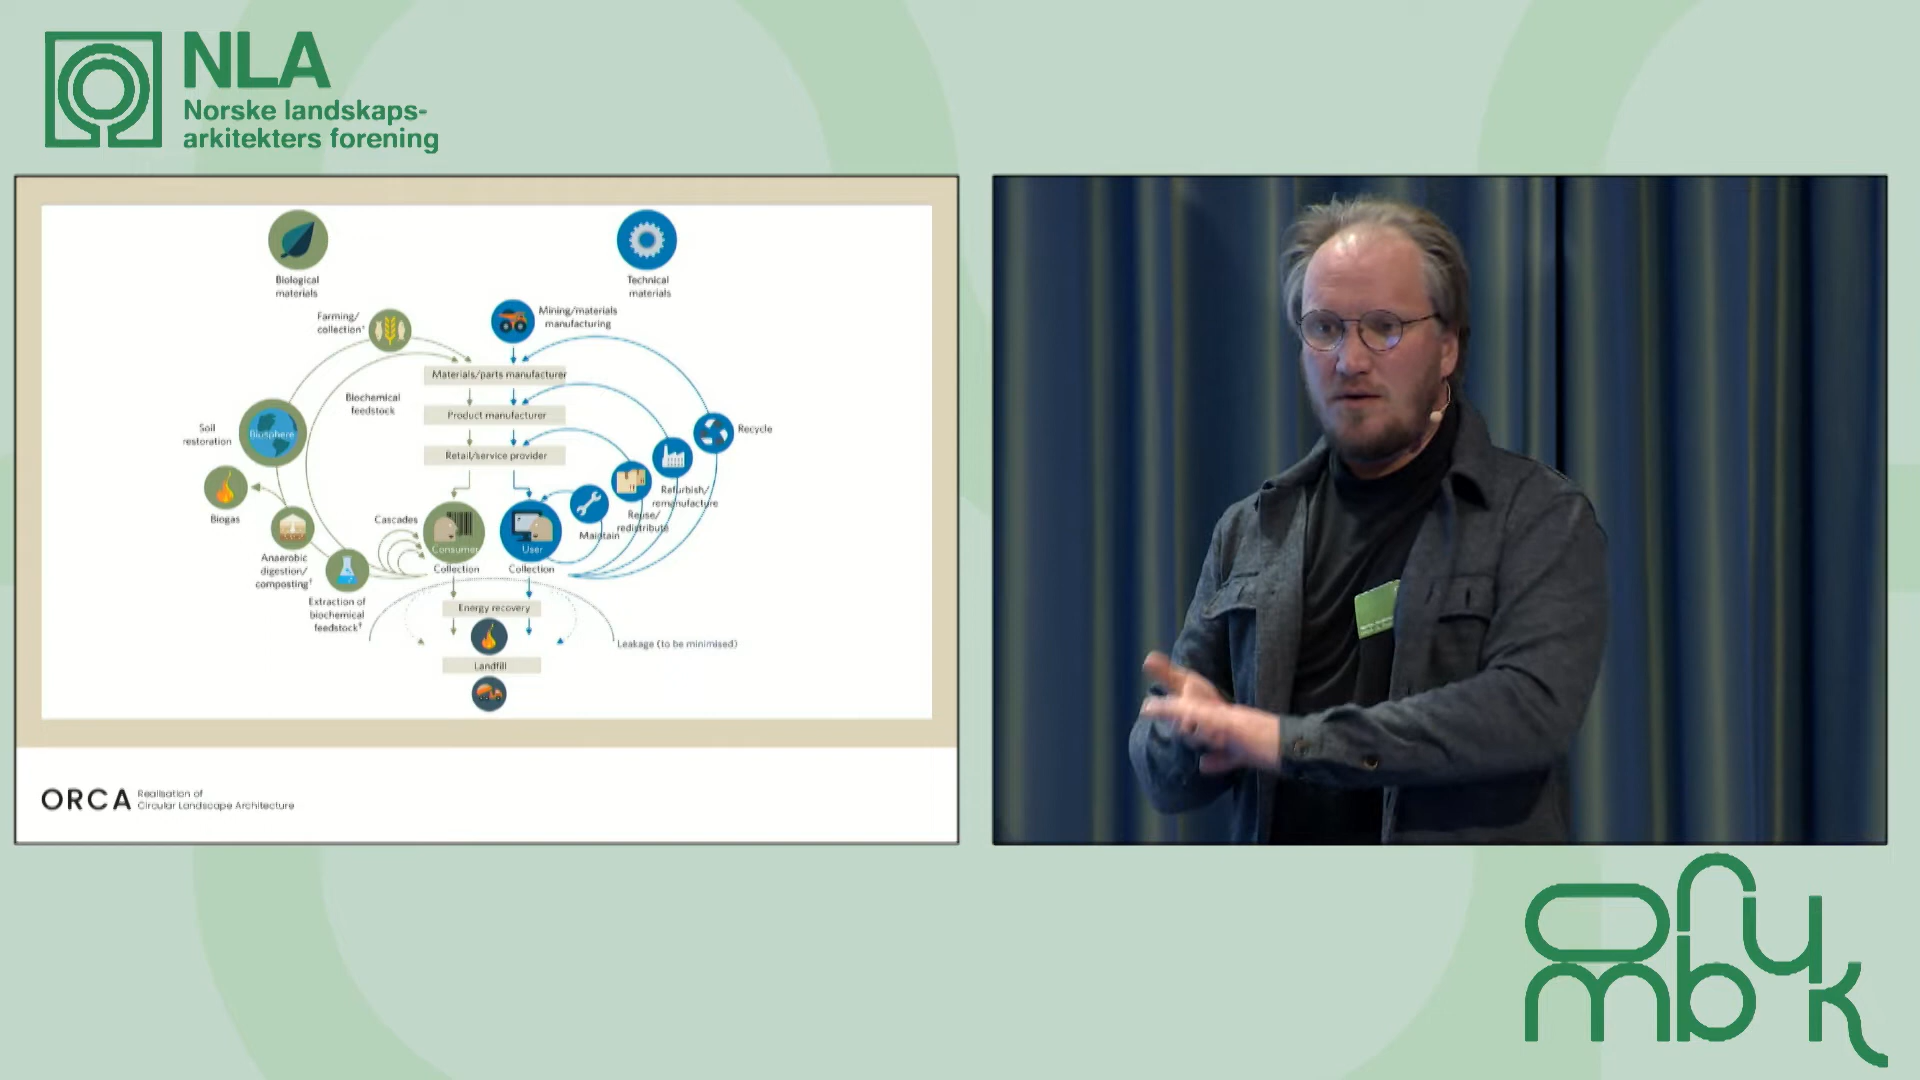 NLA
Norske landskaps-
arkitekters forening
Biological
materials
Technical
materials
Farming/
collection*
Mining/materials
manufacturing
Materials/parts manufacturer
Biochemical
feedstock
Product manufacturer
Soil
restoration
Biosphere
Recycle
Retail/service provider
Biogas
Refurbish/
remanufacture
Reuse/
redistribute
Maintain
Cascades
Consumer
User
Collection
Collection
Anaerobic
digestion/
composting†
Extraction of
biochemical
feedstock†
Energy recovery
Leakage (to be minimised)
Landfill
ORCA
Realisation of
Circular Landscape Architecture
ombruk